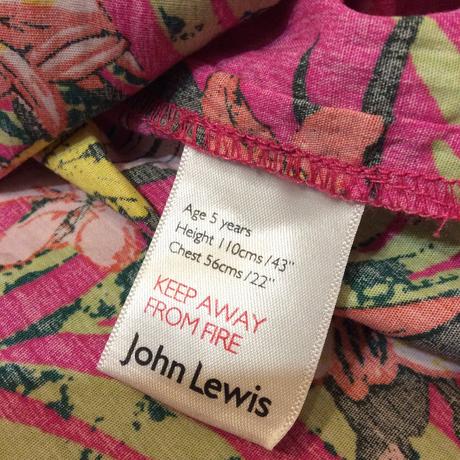 Age 5 years
Height 110cms/43"
Chest 56cms/22"
KEEP AWAY
FROM FIRE
John Lewis